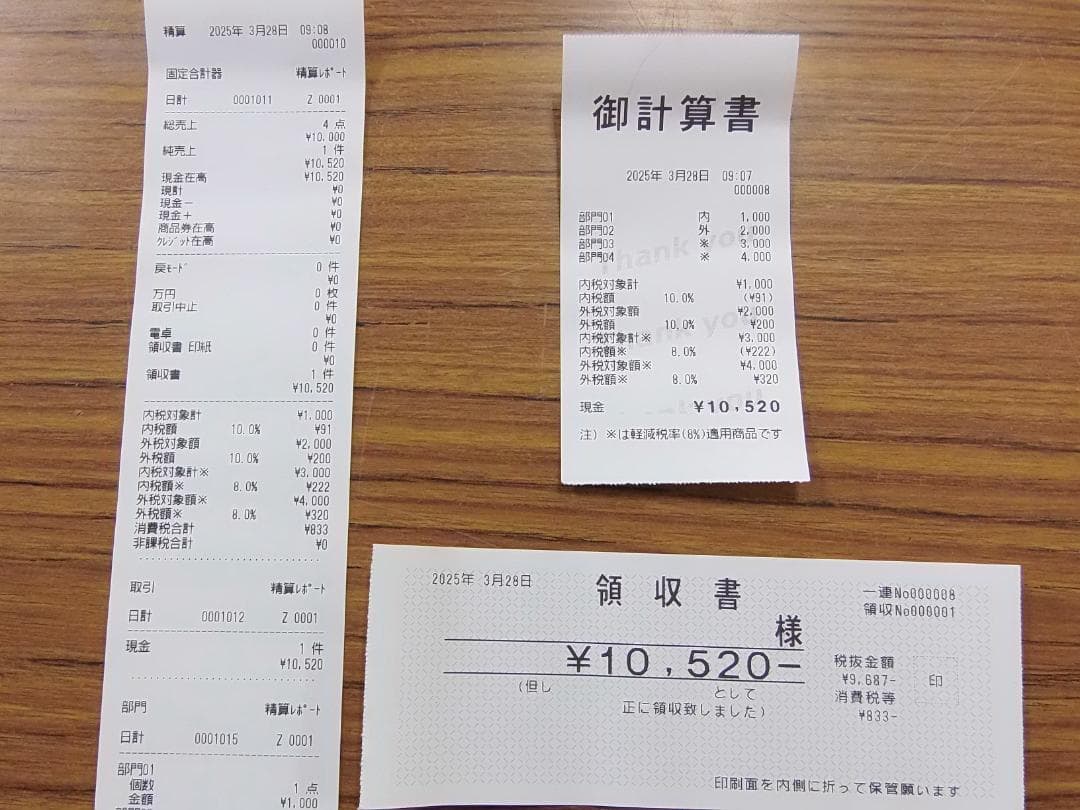 精算 2025年 3月28日 09:08
000010
固定合計器 精算ﾚﾎﾟｰﾄ
日計 0001011 Z 0001
総売上 4 点
¥10,000
純売上 1 件
¥10,520
現金在高 ¥10,520
現計 ¥0
現金－ ¥0
現金＋ ¥0
商品券在高 ¥0
ｸﾚｼﾞｯﾄ在高 ¥0
戻ﾓｰﾄﾞ 0 件
¥0
万円 0 枚
取引中止 0 件
¥0
電卓 0 件
領収書 印紙 0 件
¥0
領収書 1 件
¥10,520
内税対象計 ¥1,000
内税額 10.0% ¥91
外税対象額 ¥2,000
外税額 10.0% ¥200
内税対象計※ ¥3,000
内税額※ 8.0% ¥222
外税対象額※ ¥4,000
外税額※ 8.0% ¥320
消費税合計 ¥833
非課税合計 ¥0
取引 精算ﾚﾎﾟｰﾄ
日計 0001012 Z 0001
現金 1 件
¥10,520
部門 精算ﾚﾎﾟｰﾄ
日計 0001015 Z 0001
部門01
個数 1 点
金額 ¥1,000
御計算書
2025年 3月28日 09:07
000008
部門01 内 1,000
部門02 外 2,000
部門03 ※ 3,000
部門04 ※ 4,000
Thank you
内税対象計 ¥1,000
内税額 10.0% (¥91)
外税対象額 ¥2,000
外税額 10.0% ¥200
内税対象計※ ¥3,000
内税額※ 8.0% (¥222)
外税対象額※ ¥4,000
外税額※ 8.0% ¥320
Thank you
現金 ¥10,520
注) ※は軽減税率(8%)適用商品です
2025年 3月28日 領収書 一連No000008
領収No000001
様
¥10,520－
税抜金額
¥9,687-
消費税等
¥833-
印
(但し として
正に領収致しました)
印刷面を内側に折って保管願います